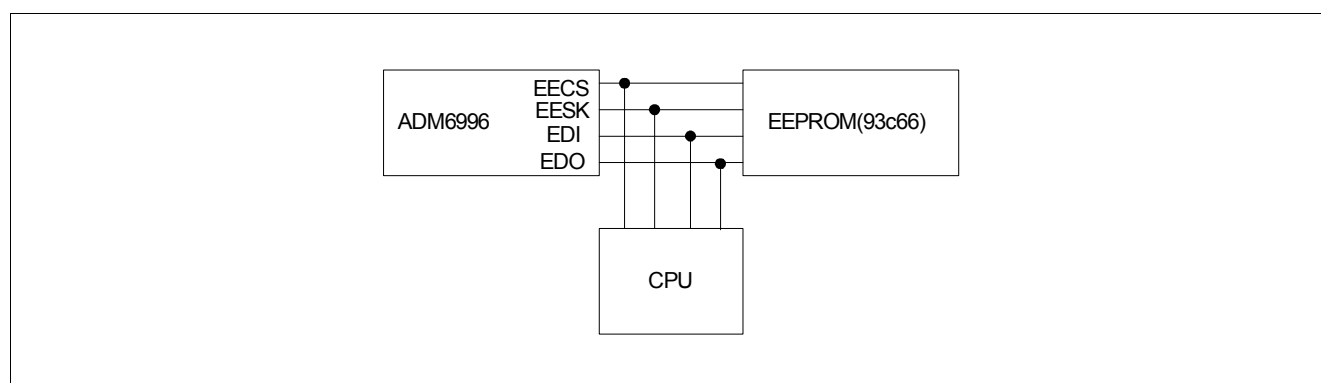 EECS
EESK
ADM6996
EEPROM(93c66)
EDI
EDO
CPU